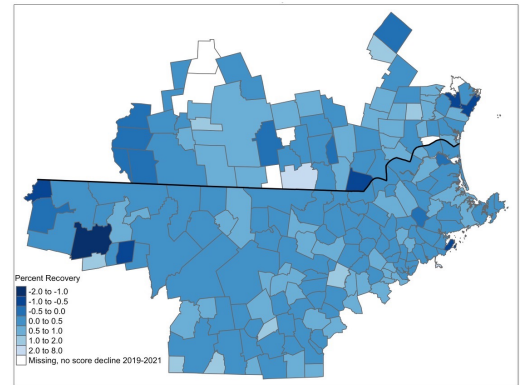 Percent Recovery
-2.0 to -1.0
-1.0 to -0.5
-0.5 to 0.0
0.0 to 0.5
0.5 to 1.0
1.0 to 2.0
2.0 to 8.0
Missing, no score decline 2019-2021